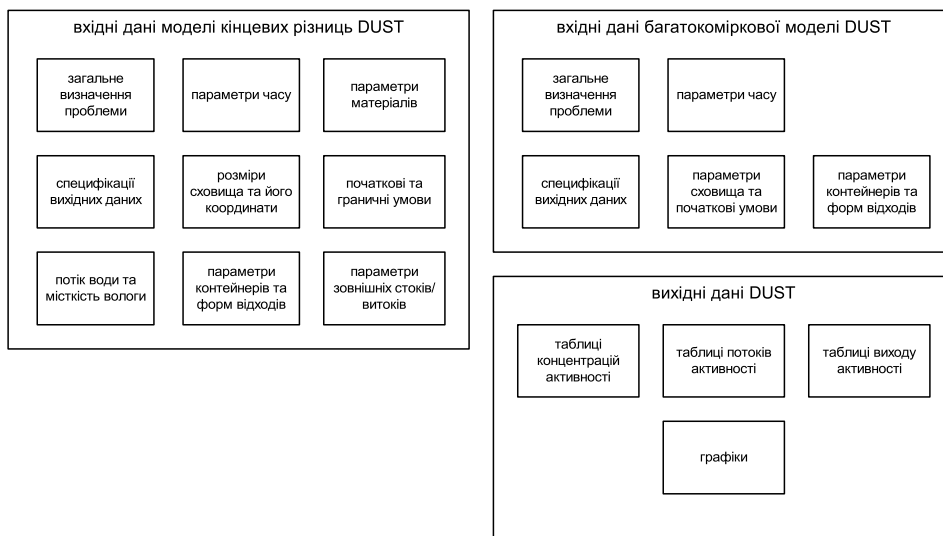 вхідні дані моделі кінцевих різниць DUST
загальне
визначення
проблеми
параметри часу
параметри
матеріалів
специфікації
вихідних даних
розміри
сховища та його
координати
початкові та
граничні умови
потік води та
місткість вологи
параметри
контейнерів та
форм відходів
параметри
зовнішніх стоків/
витоків
вхідні дані багатокоміркової моделі DUST
загальне
визначення
проблеми
параметри часу
специфікації
вихідних даних
параметри
сховища та
початкові умови
параметри
контейнерів та
форм відходів
вихідні дані DUST
таблиці
концентрацій
активності
таблиці потоків
активності
таблиці виходу
активності
графіки